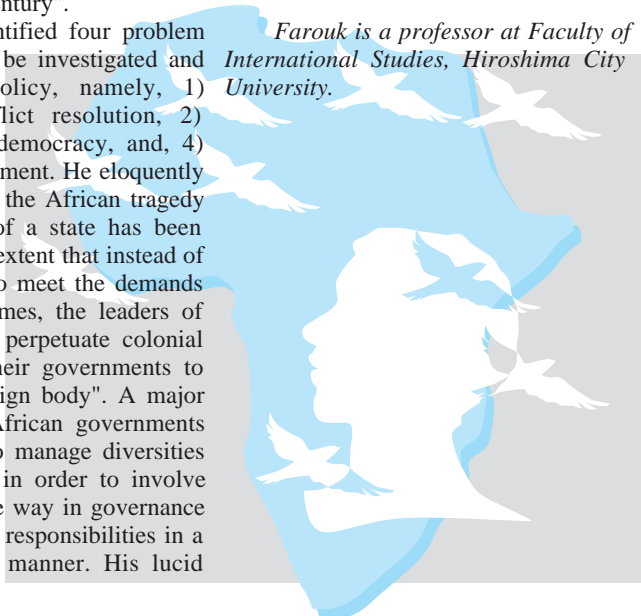 entury".
ntified four problem
be investigated and
olicy, namely, 1)
flict resolution, 2)
democracy, and, 4)
ment. He eloquently
the African tragedy
of a state has been
extent that instead of
o meet the demands
mes, the leaders of
perpetuate colonial
heir governments to
ign body". A major
African governments
o manage diversities
in order to involve
e way in governance
responsibilities in a
manner. His lucid
Farouk is a professor at Faculty of
International Studies, Hiroshima City
University.